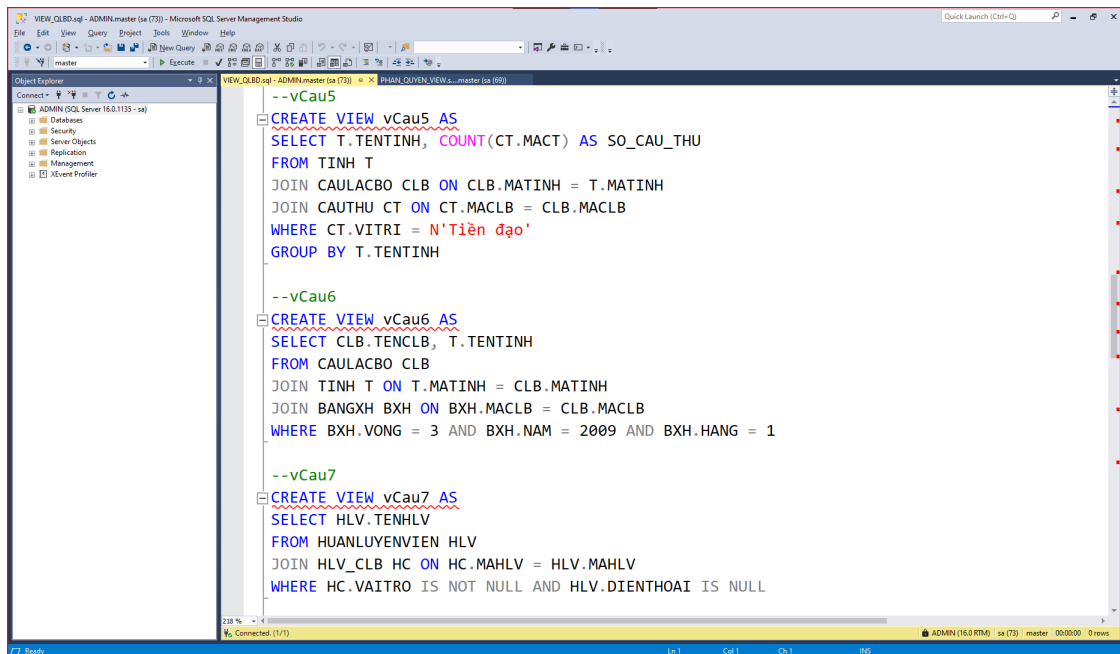 VIEW_QLBD.sql - ADMIN.master (sa (73)) - Microsoft SQL Server Management Studio
Quick Launch (Ctrl+Q)
File Edit View Query Project Tools Window Help
New Query
master
Execute
Object Explorer
VIEW_QLBD.sql - ADMIN.master (sa (73))
PHAN_QUYEN_VIEW.s....master (sa (69))
Connect
ADMIN (SQL Server 16.0.1135 - sa)
Databases
Security
Server Objects
Replication
Management
XEvent Profiler
--vCau5
CREATE VIEW vCau5 AS
SELECT T.TENTINH, COUNT(CT.MACT) AS SO_CAU_THU
FROM TINH T
JOIN CAULACBO CLB ON CLB.MATINH = T.MATINH
JOIN CAUTHU CT ON CT.MACLB = CLB.MACLB
WHERE CT.VITRI = N'Tiền đạo'
GROUP BY T.TENTINH
--vCau6
CREATE VIEW vCau6 AS
SELECT CLB.TENCLB, T.TENTINH
FROM CAULACBO CLB
JOIN TINH T ON T.MATINH = CLB.MATINH
JOIN BANGXH BXH ON BXH.MACLB = CLB.MACLB
WHERE BXH.VONG = 3 AND BXH.NAM = 2009 AND BXH.HANG = 1
--vCau7
CREATE VIEW vCau7 AS
SELECT HLV.TENHLV
FROM HUANLUYENVIEN HLV
JOIN HLV_CLB HC ON HC.MAHLV = HLV.MAHLV
WHERE HC.VAITRO IS NOT NULL AND HLV.DIENTHOAI IS NULL
218 %
Connected. (1/1)
ADMIN (16.0 RTM) sa (73) master 00:00:00 0 rows
Ready
Ln 1 Col 1 Ch 1 INS